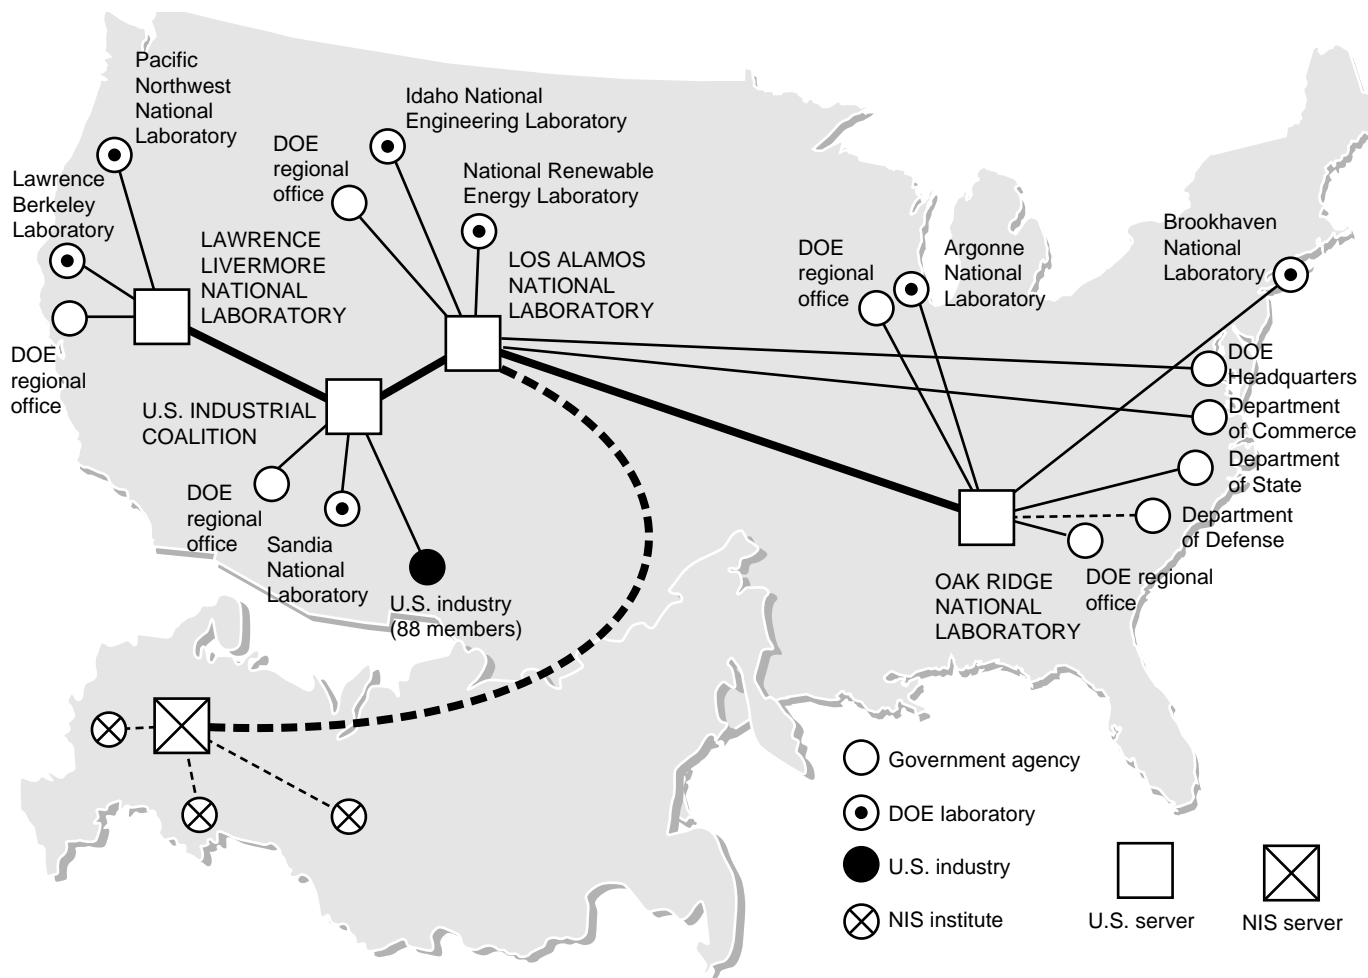 Pacific
Northwest
National
Laboratory
Idaho National
Engineering Laboratory
DOE
regional
office
National Renewable
Energy Laboratory
Lawrence
Berkeley
Laboratory
LAWRENCE
LIVERMORE
NATIONAL
LABORATORY
LOS ALAMOS
NATIONAL
LABORATORY
DOE
regional
office
Argonne
National
Laboratory
Brookhaven
National
Laboratory
DOE
regional
office
DOE
Headquarters
Department
of Commerce
Department
of State
Department
of Defense
U.S. INDUSTRIAL
COALITION
DOE
regional
office
Sandia
National
Laboratory
U.S. industry
(88 members)
OAK RIDGE
NATIONAL
LABORATORY
DOE regional
office
Government agency
DOE laboratory
U.S. industry
NIS institute
U.S. server
NIS server